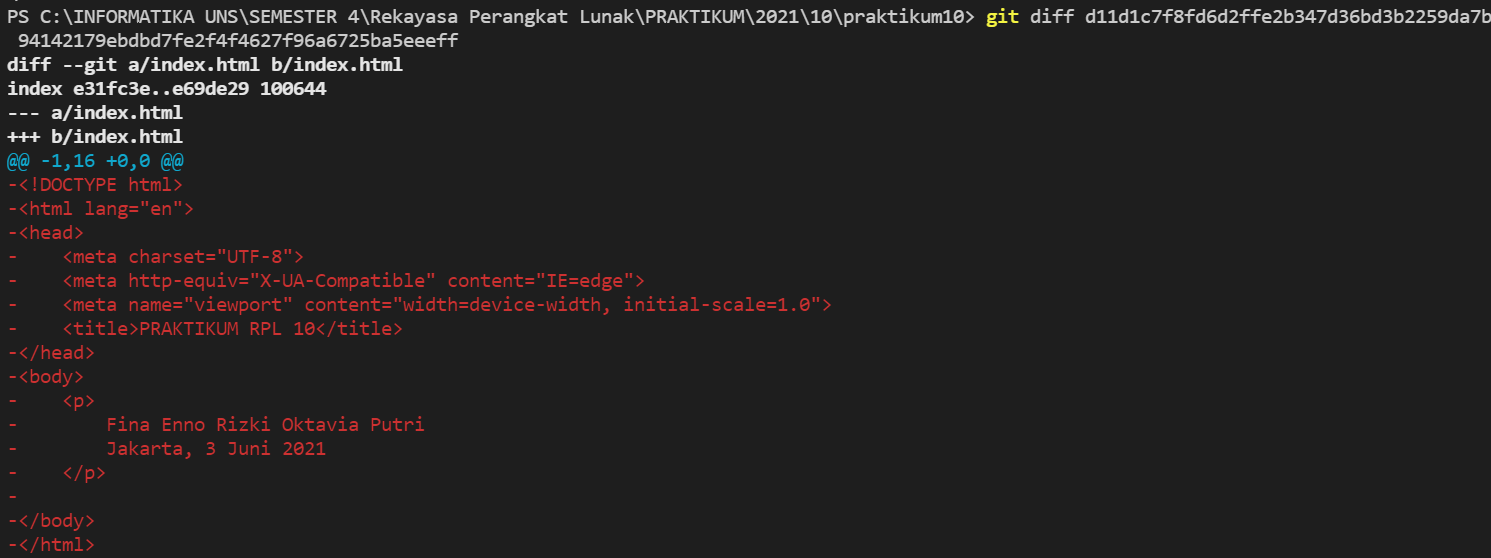 PS C:\INFORMATIKA UNS\SEMESTER 4\Rekayasa Perangkat Lunak\PRAKTIKUM\2021\10\praktikum10> git diff d11d1c7f8fd6d2ffe2b347d36bd3b2259da7b
 94142179ebdbd7fe2f4f4627f96a6725ba5eeeff
diff --git a/index.html b/index.html
index e31fc3e..e69de29 100644
--- a/index.html
+++ b/index.html
@@ -1,16 +0,0 @@
-<!DOCTYPE html>
-<html lang="en">
-<head>
-    <meta charset="UTF-8">
-    <meta http-equiv="X-UA-Compatible" content="IE=edge">
-    <meta name="viewport" content="width=device-width, initial-scale=1.0">
-    <title>PRAKTIKUM RPL 10</title>
-</head>
-<body>
-    <p>
-        Fina Enno Rizki Oktavia Putri
-        Jakarta, 3 Juni 2021
-    </p>
-
-</body>
-</html>